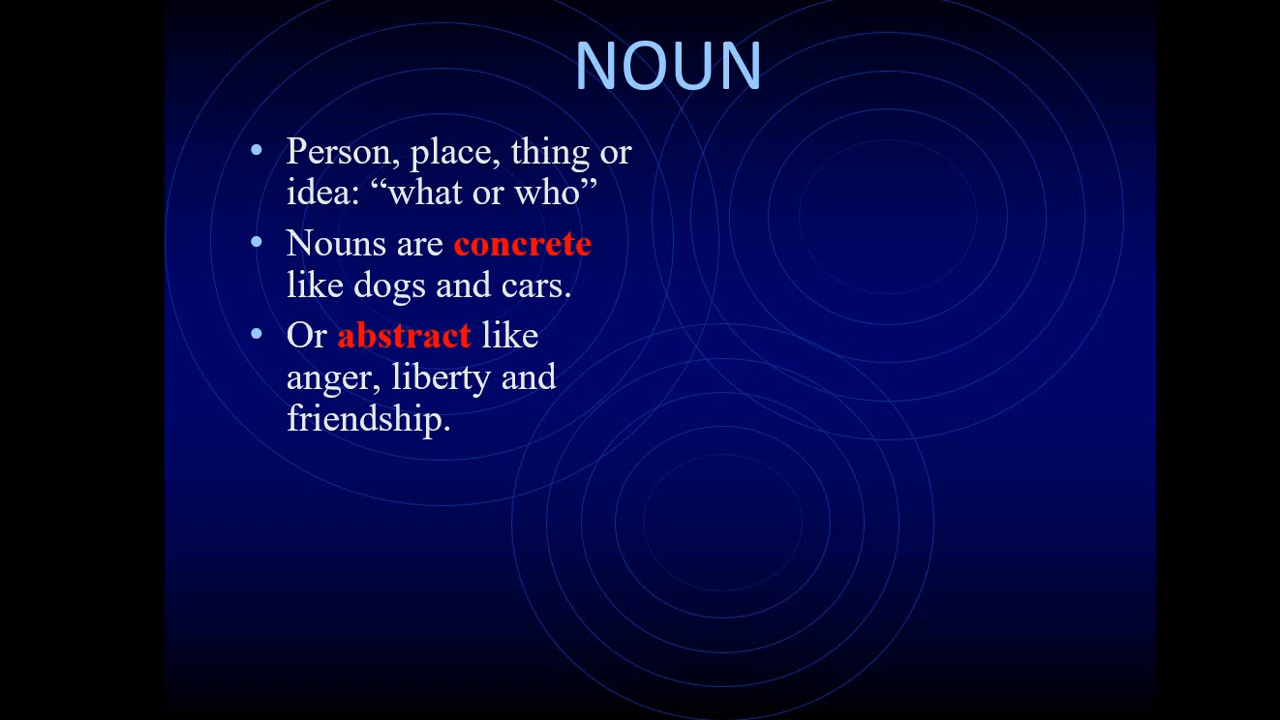 NOUN
• Person, place, thing or
idea: “what or who”
• Nouns are concrete
like dogs and cars.
• Or abstract like
anger, liberty and
friendship.